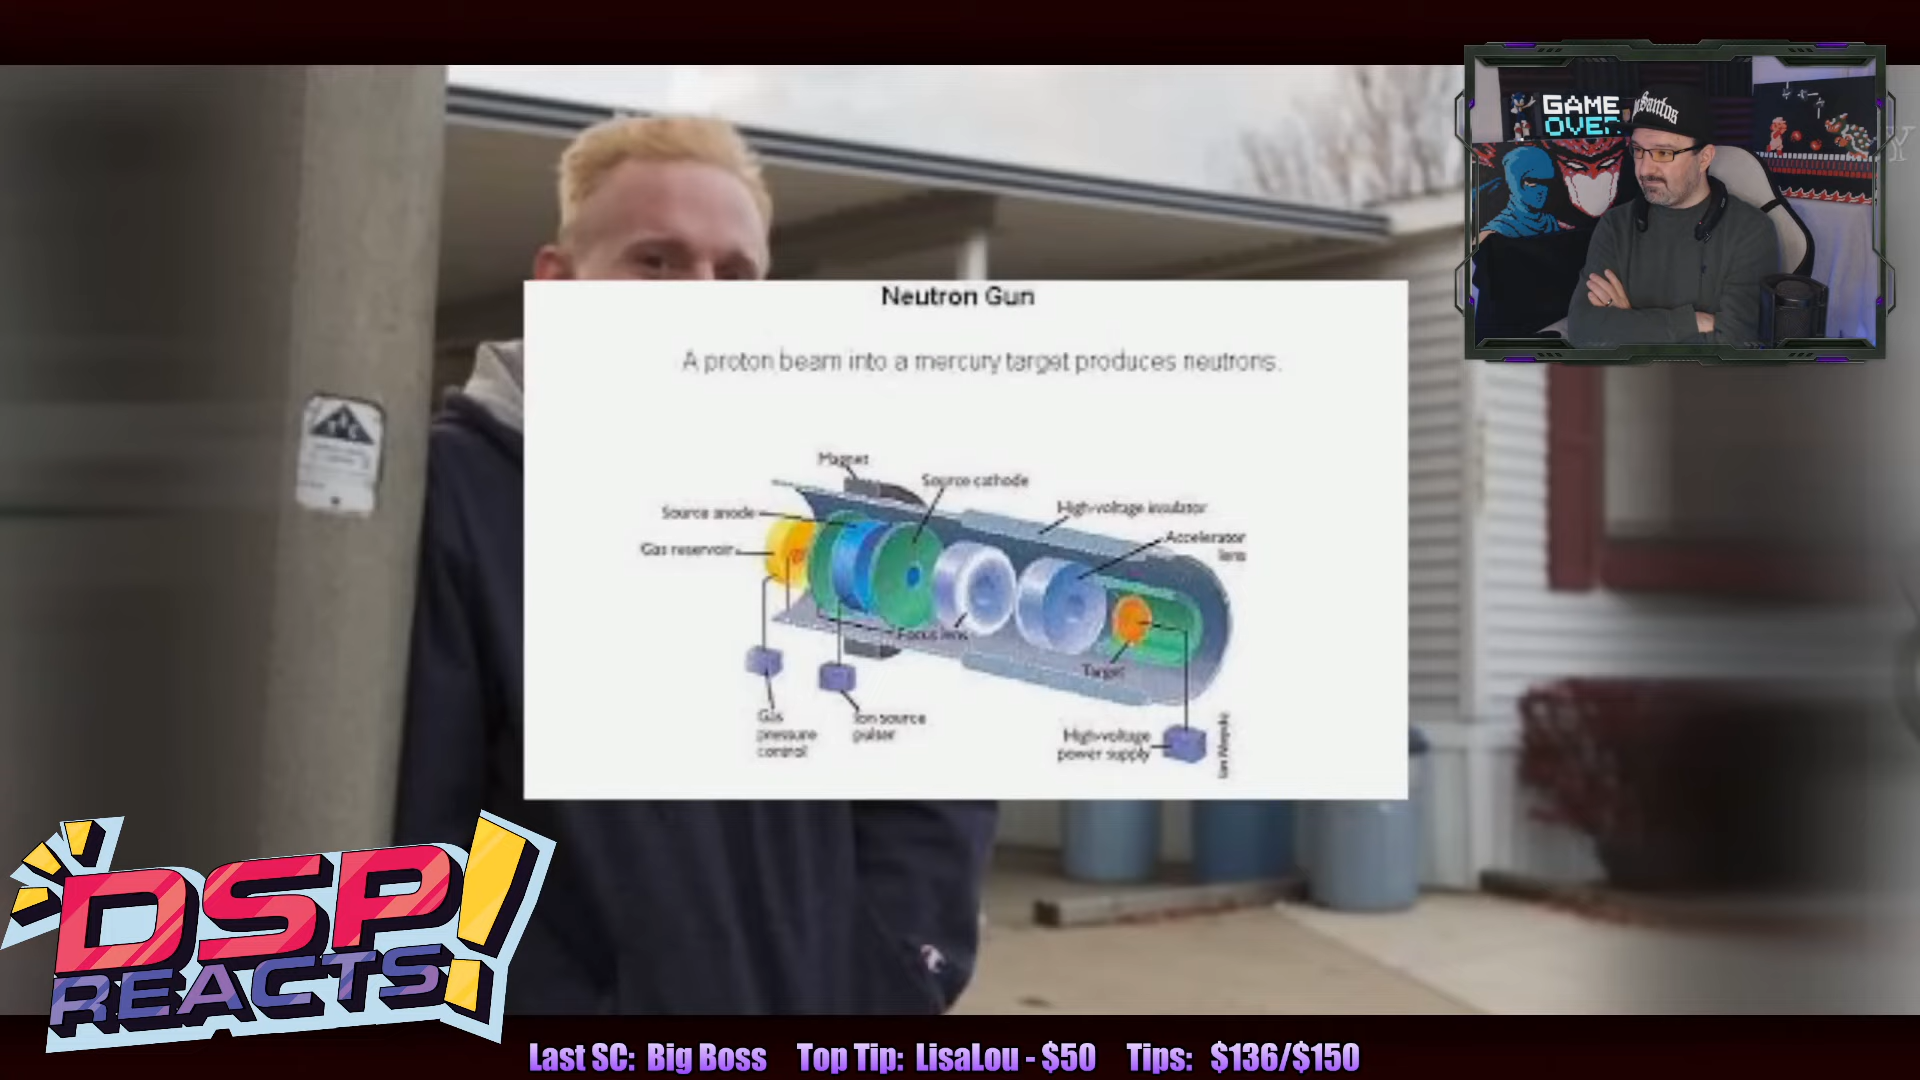 GAME
OVER
Santos
Y
Neutron Gun
A proton beam into a mercury target produces neutrons.
Magnet
Source cathode
High-voltage insulator
Source anode
Accelerator
lens
Gas reservoir
Focus lens
Target
Gas
pressure
control
Ion source
pulser
High-voltage
power supply
DSP
REACTS!
Last SC: Big Boss Top Tip: LisaLou - $50 Tips: $136/$150